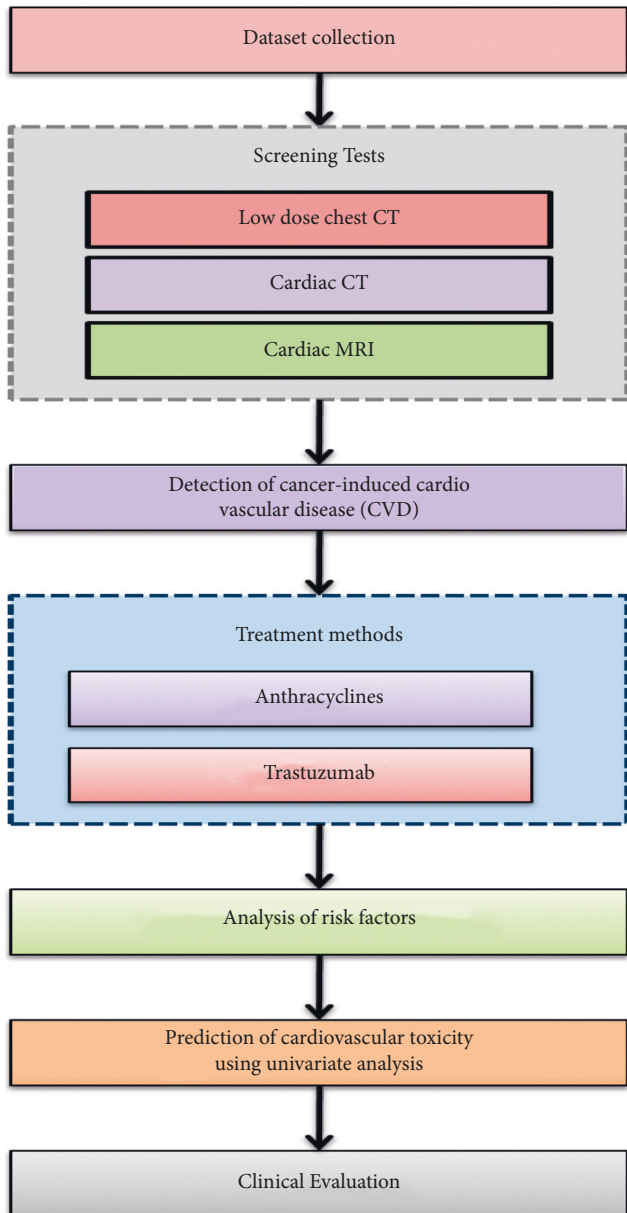 Dataset collection
Screening Tests
Low dose chest CT
Cardiac CT
Cardiac MRI
Detection of cancer-induced cardio
vascular disease (CVD)
Treatment methods
Anthracyclines
Trastuzumab
Analysis of risk factors
Prediction of cardiovascular toxicity
using univariate analysis
Clinical Evaluation